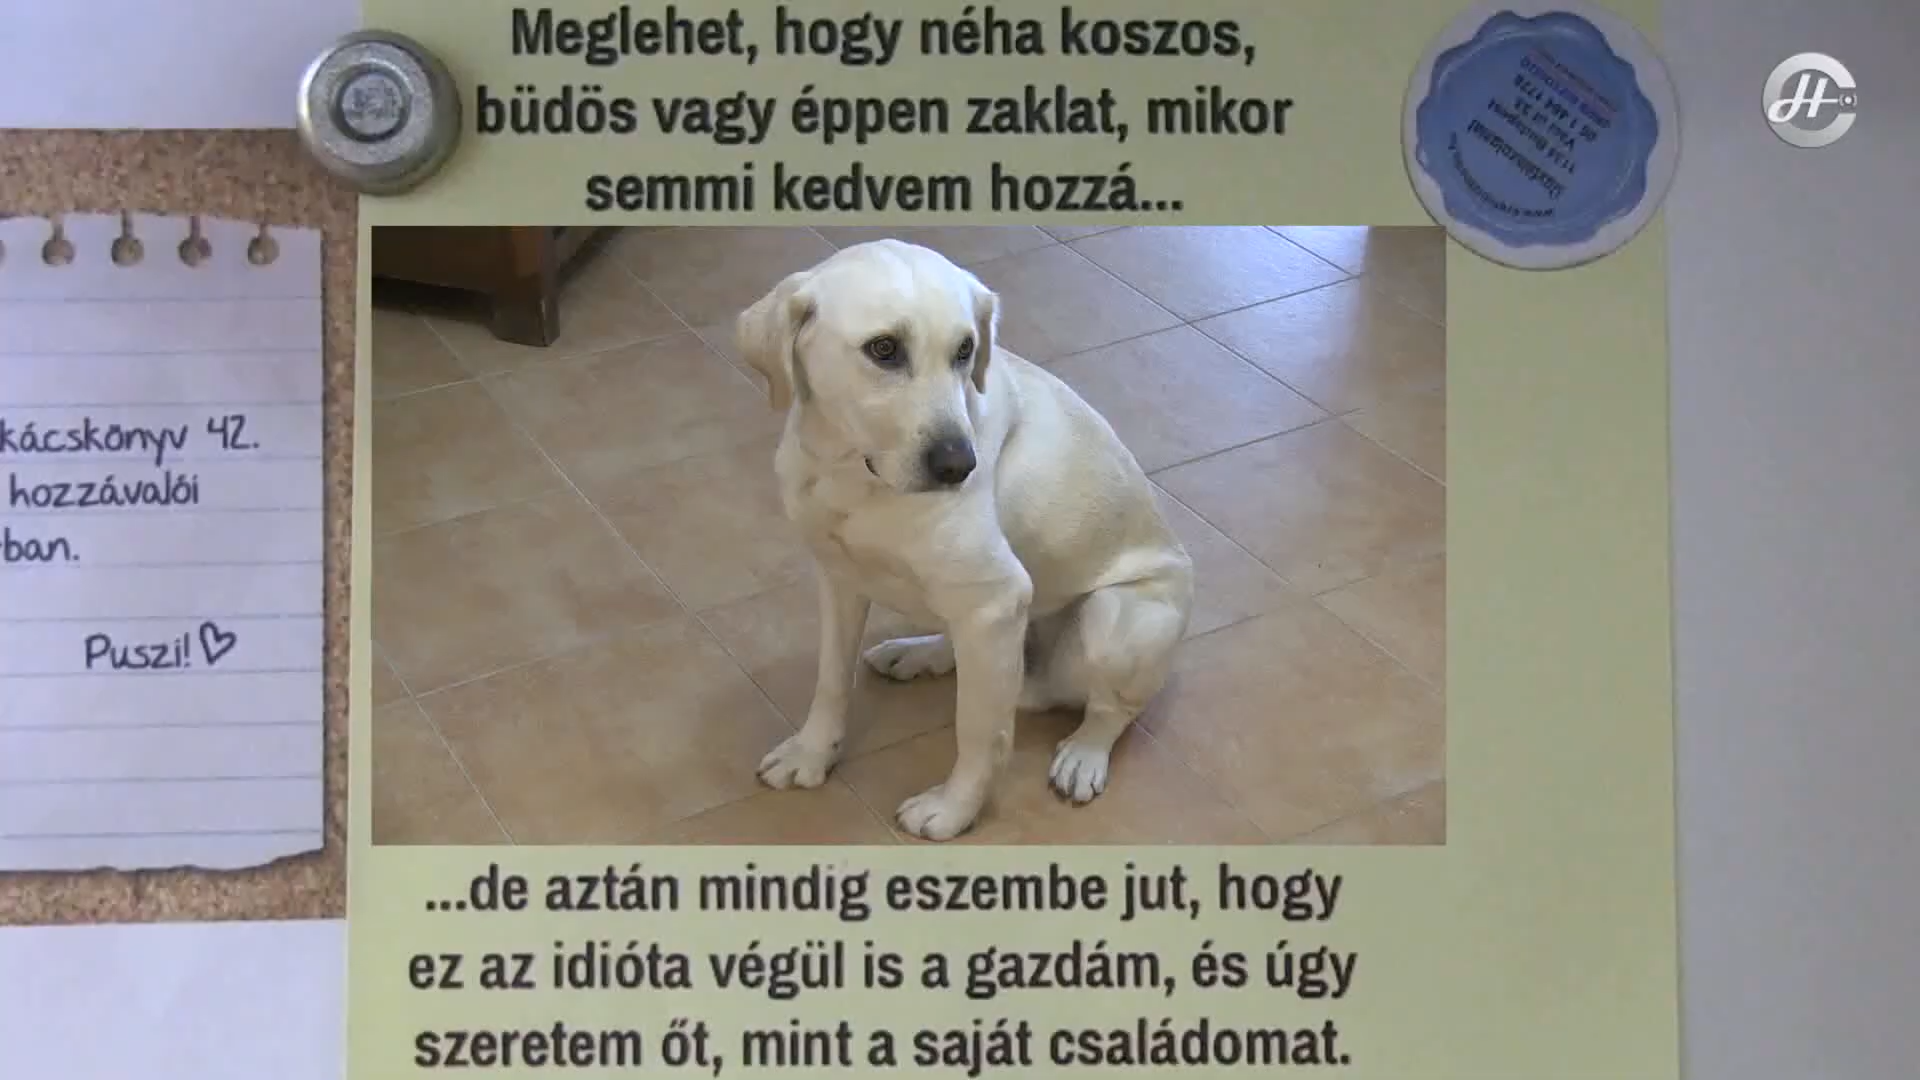 Meglehet, hogy néha koszos,
büdös vagy éppen zaklat, mikor
semmi kedvem hozzá...
kácskönyv 42.
hozzávalói
ban.
Puszi!
...de aztán mindig eszembe jut, hogy
ez az idióta végül is a gazdám, és úgy
szeretem őt, mint a saját családomat.